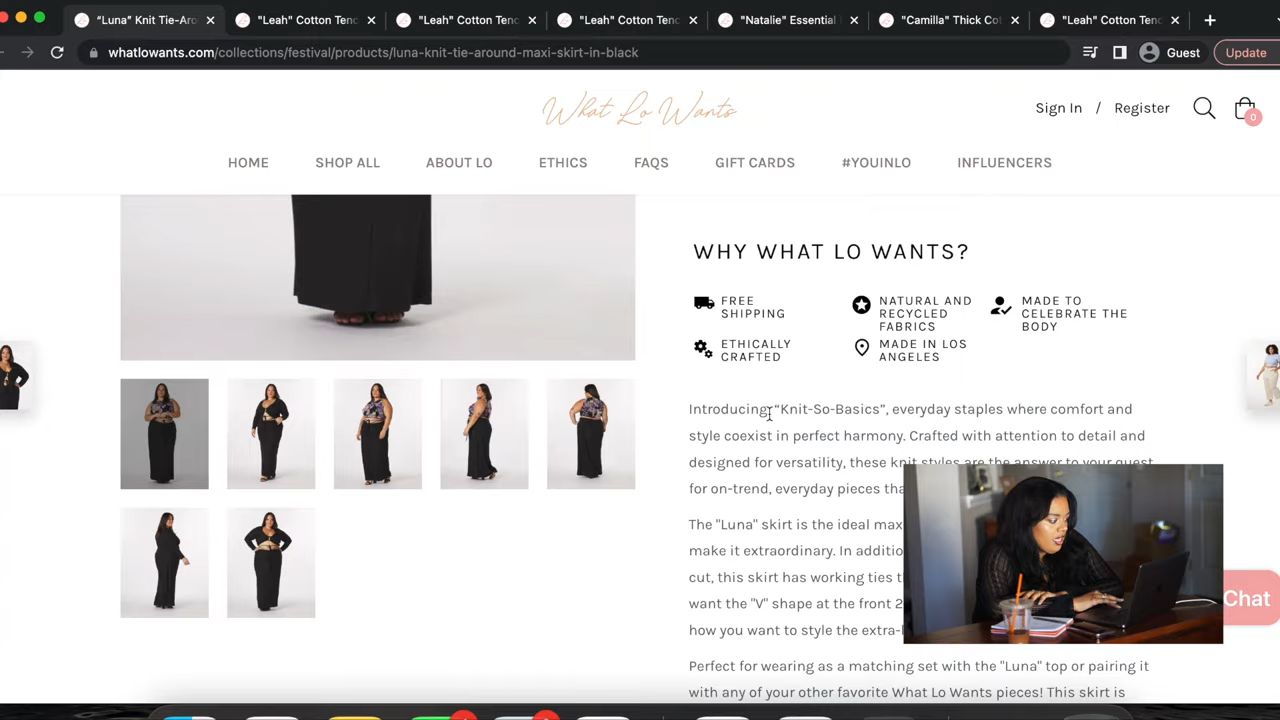 "Luna" Knit Tie-Aro
"Leah" Cotton Tenc
"Leah" Cotton Tenc
"Leah" Cotton Tenc
"Natalie" Essential
"Camilla" Thick Cot
"Leah" Cotton Tenc
whatlowants.com/collections/festival/products/luna-knit-tie-around-maxi-skirt-in-black
Guest
Update
What Lo Wants
Sign In / Register
0
HOME SHOP ALL ABOUT LO ETHICS FAQS GIFT CARDS #YOUINLO INFLUENCERS
WHY WHAT LO WANTS?
FREE
SHIPPING
NATURAL AND
RECYCLED
FABRICS
MADE TO
CELEBRATE THE
BODY
ETHICALLY
CRAFTED
MADE IN LOS
ANGELES
Introducing “Knit-So-Basics”, everyday staples where comfort and
style coexist in perfect harmony. Crafted with attention to detail and
designed for versatility, these knit styles are the answer to your quest
for on-trend, everyday pieces tha
The "Luna" skirt is the ideal max
make it extraordinary. In additio
cut, this skirt has working ties t
want the "V" shape at the front 2
how you want to style the extra-l
Perfect for wearing as a matching set with the "Luna" top or pairing it
with any of your other favorite What Lo Wants pieces! This skirt is
Chat